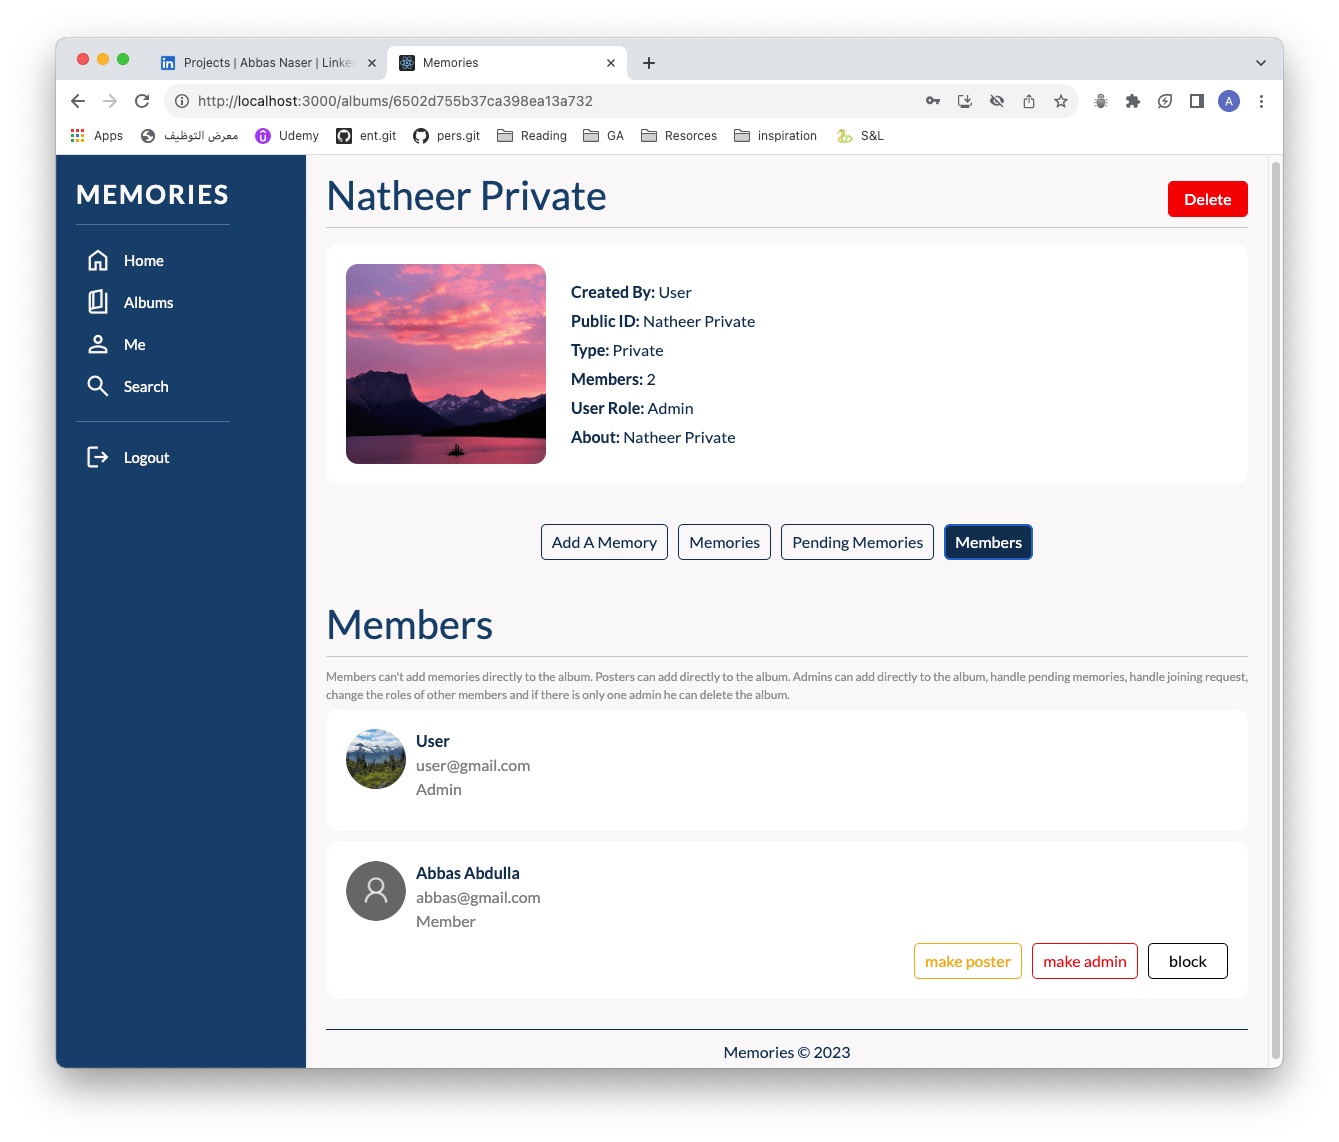 Projects | Abbas Naser | Linke
Memories
http://localhost:3000/albums/6502d755b37ca398ea13a732
A
Apps
معرض التوظيف
Udemy
ent.git
pers.git
Reading
GA
Resorces
inspiration
S&L
MEMORIES
Home
Albums
Me
Search
Logout
Natheer Private
Delete
Created By: User
Public ID: Natheer Private
Type: Private
Members: 2
User Role: Admin
About: Natheer Private
Add A Memory
Memories
Pending Memories
Members
Members
Members can't add memories directly to the album. Posters can add directly to the album. Admins can add directly to the album, handle pending memories, handle joining request,
change the roles of other members and if there is only one admin he can delete the album.
User
user@gmail.com
Admin
Abbas Abdulla
abbas@gmail.com
Member
make poster
make admin
block
Memories © 2023